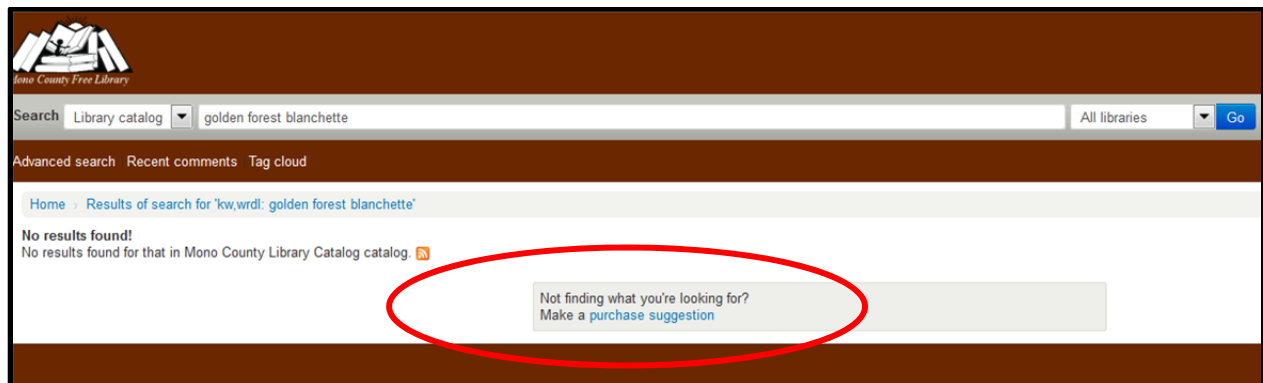 Mono County Free Library
Search Library catalog golden forest blanchette All libraries Go
Advanced search Recent comments Tag cloud
Home › Results of search for 'kw,wrdl: golden forest blanchette'
No results found!
No results found for that in Mono County Library Catalog catalog.
Not finding what you're looking for?
Make a purchase suggestion